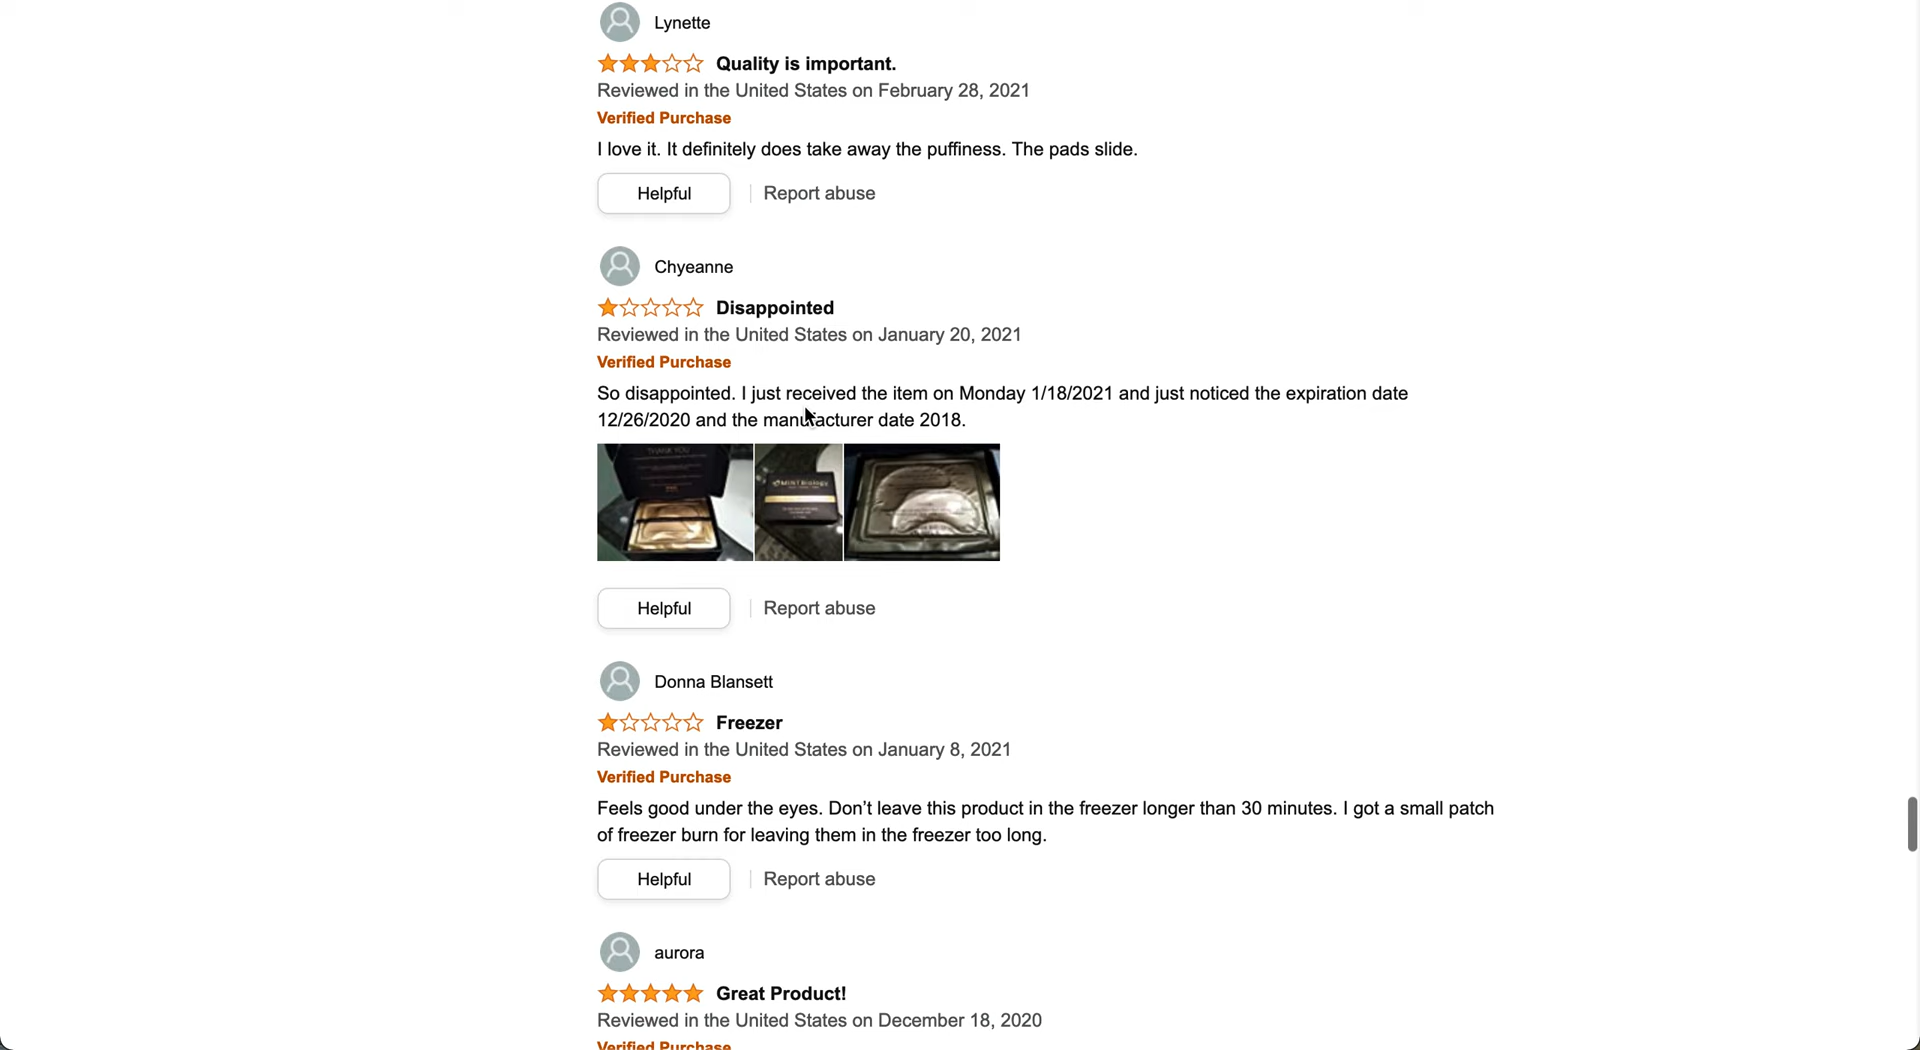 Lynette
Quality is important.
Reviewed in the United States on February 28, 2021
Verified Purchase
I love it. It definitely does take away the puffiness. The pads slide.
Helpful
Report abuse
Chyeanne
Disappointed
Reviewed in the United States on January 20, 2021
Verified Purchase
So disappointed. I just received the item on Monday 1/18/2021 and just noticed the expiration date
12/26/2020 and the manufacturer date 2018.
THANK YOU
Helpful
Report abuse
Donna Blansett
Freezer
Reviewed in the United States on January 8, 2021
Verified Purchase
Feels good under the eyes. Don’t leave this product in the freezer longer than 30 minutes. I got a small patch
of freezer burn for leaving them in the freezer too long.
Helpful
Report abuse
aurora
Great Product!
Reviewed in the United States on December 18, 2020
Verified Purchase